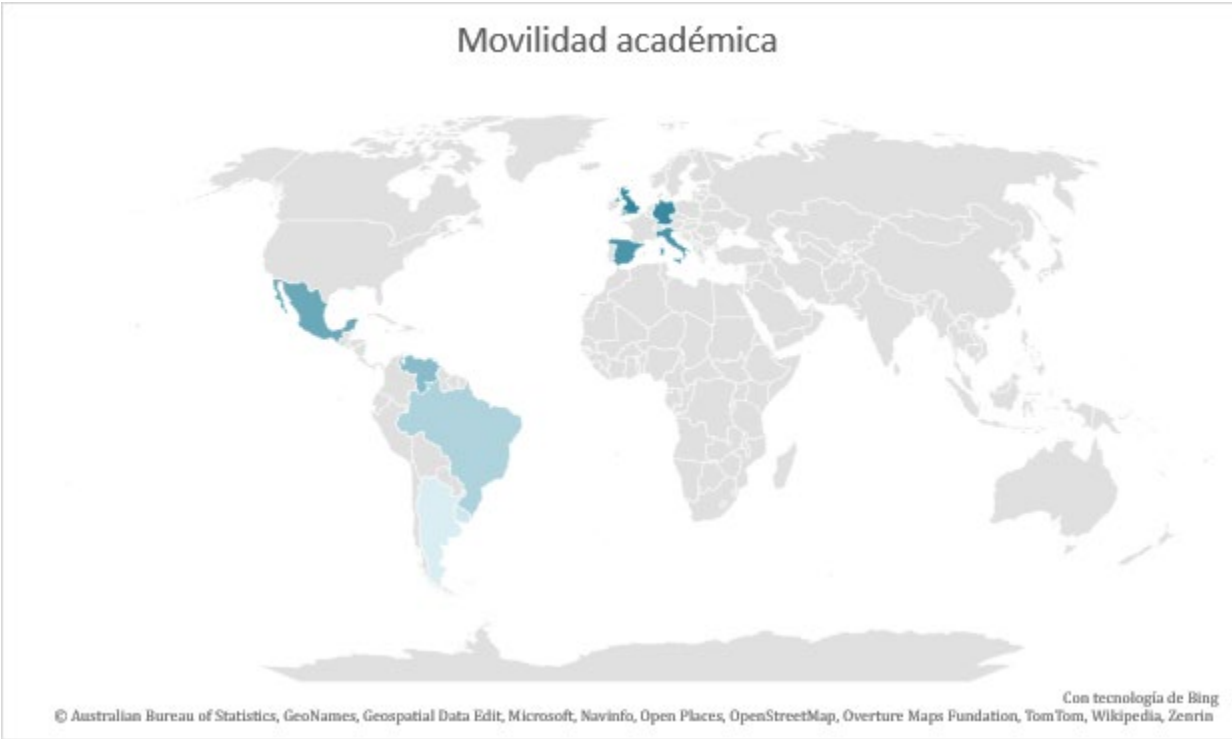 Movilidad académica
Con tecnología de Bing
© Australian Bureau of Statistics, GeoNames, Geospatial Data Edit, Microsoft, Navinfo, Open Places, OpenStreetMap, Overture Maps Fundation, TomTom, Wikipedia, Zenrin